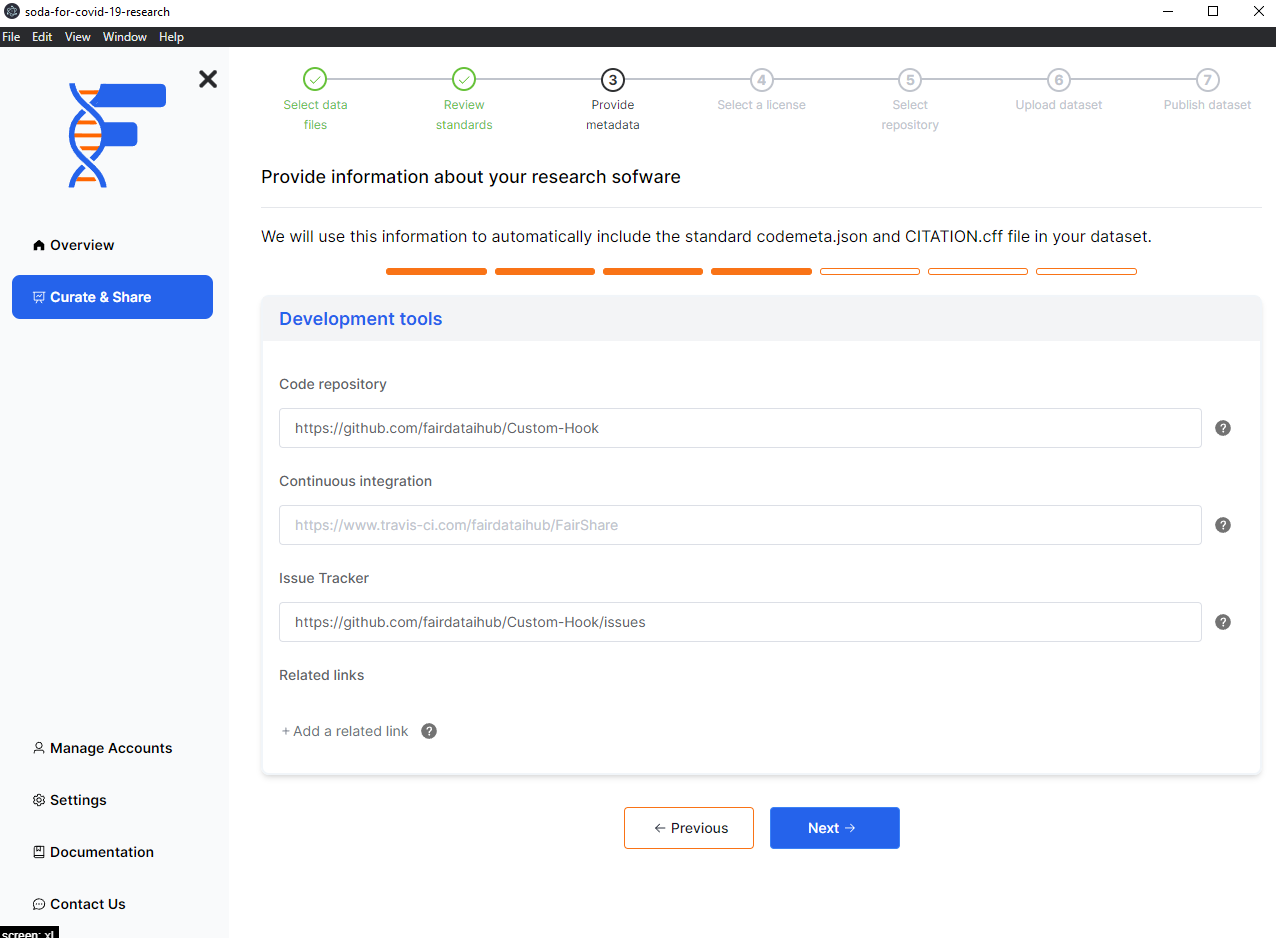 soda-for-covid-19-research
File Edit View Window Help
3 4 5 6 7
Select data files
Review standards
Provide metadata
Select a license
Select repository
Upload dataset
Publish dataset
Overview
Curate & Share
Manage Accounts
Settings
Documentation
Contact Us
screen: xl
Provide information about your research sofware
We will use this information to automatically include the standard codemeta.json and CITATION.cff file in your dataset.
Development tools
Code repository
https://github.com/fairdataihub/Custom-Hook
?
Continuous integration
https://www.travis-ci.com/fairdataihub/FairShare
?
Issue Tracker
https://github.com/fairdataihub/Custom-Hook/issues
?
Related links
+ Add a related link ?
← Previous
Next →